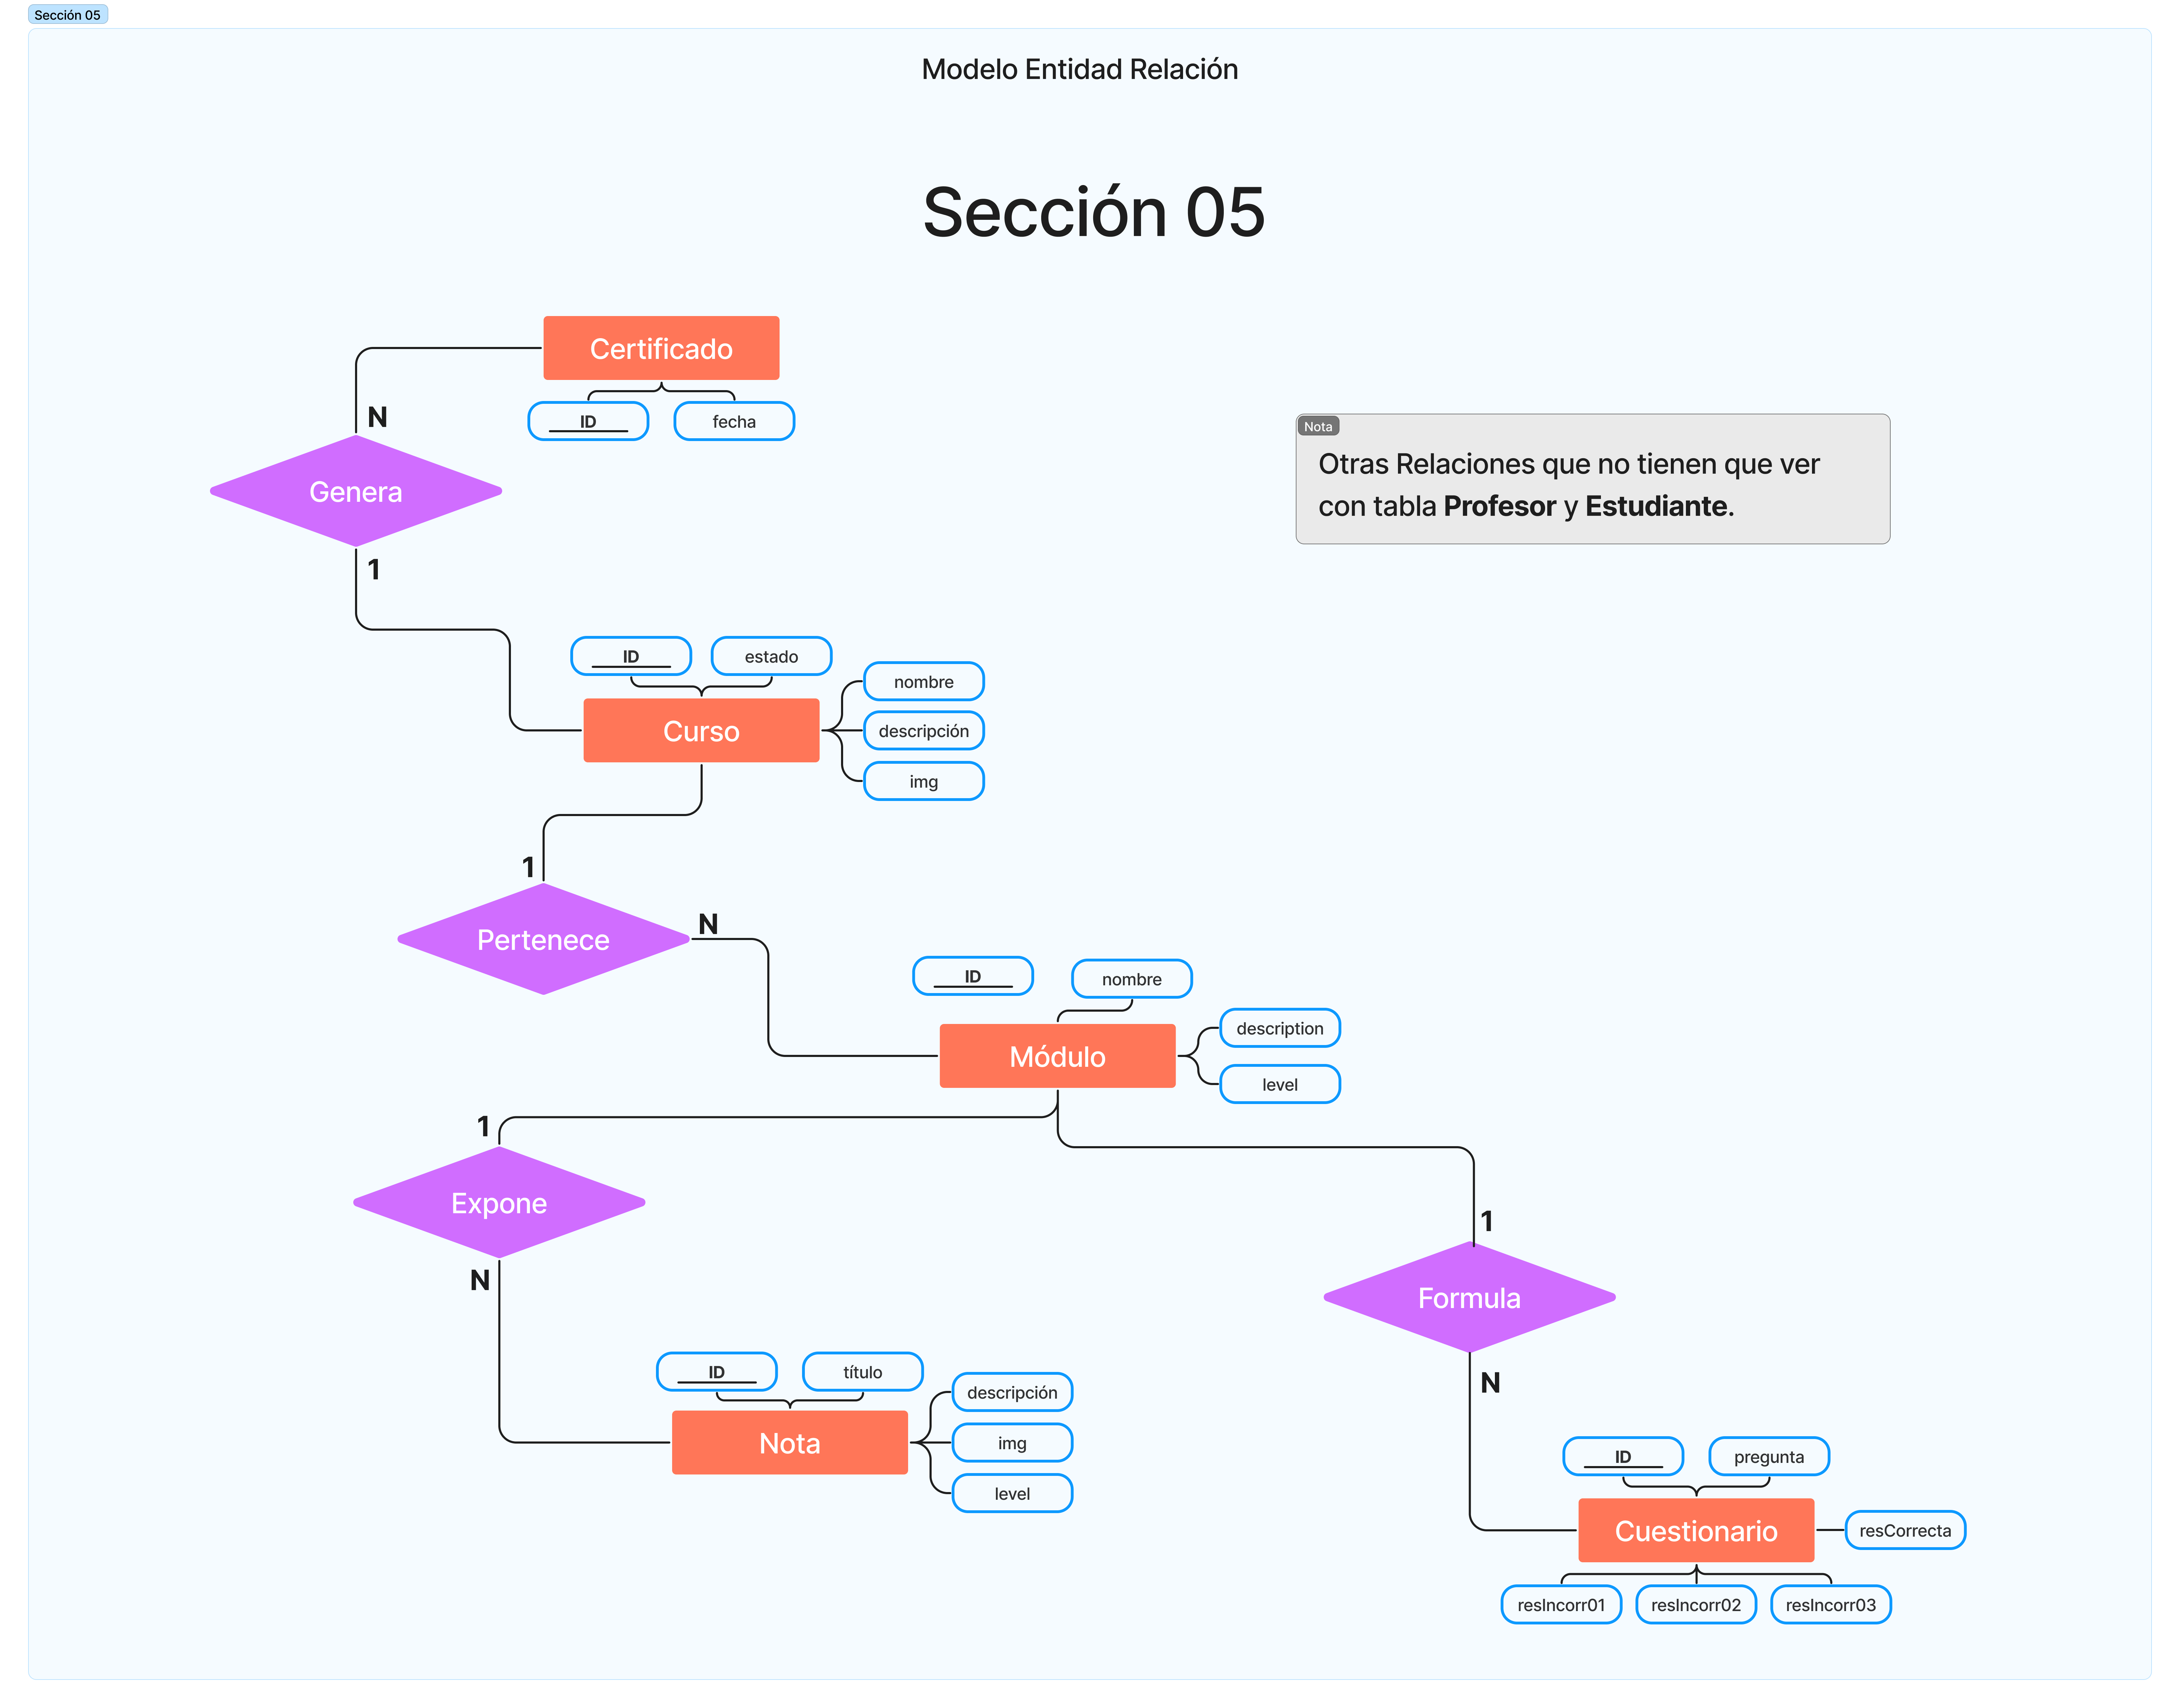 Sección 05
Modelo Entidad Relación
Sección 05
Certificado
ID
fecha
N
Genera
1
Nota
Otras Relaciones que no tienen que ver
con tabla Profesor y Estudiante.
ID
estado
nombre
Curso
descripción
img
1
Pertenece
N
ID
nombre
Módulo
description
level
1
Expone
N
1
Formula
N
ID
título
Nota
descripción
img
level
ID
pregunta
Cuestionario
resCorrecta
resIncorr01
resIncorr02
resIncorr03